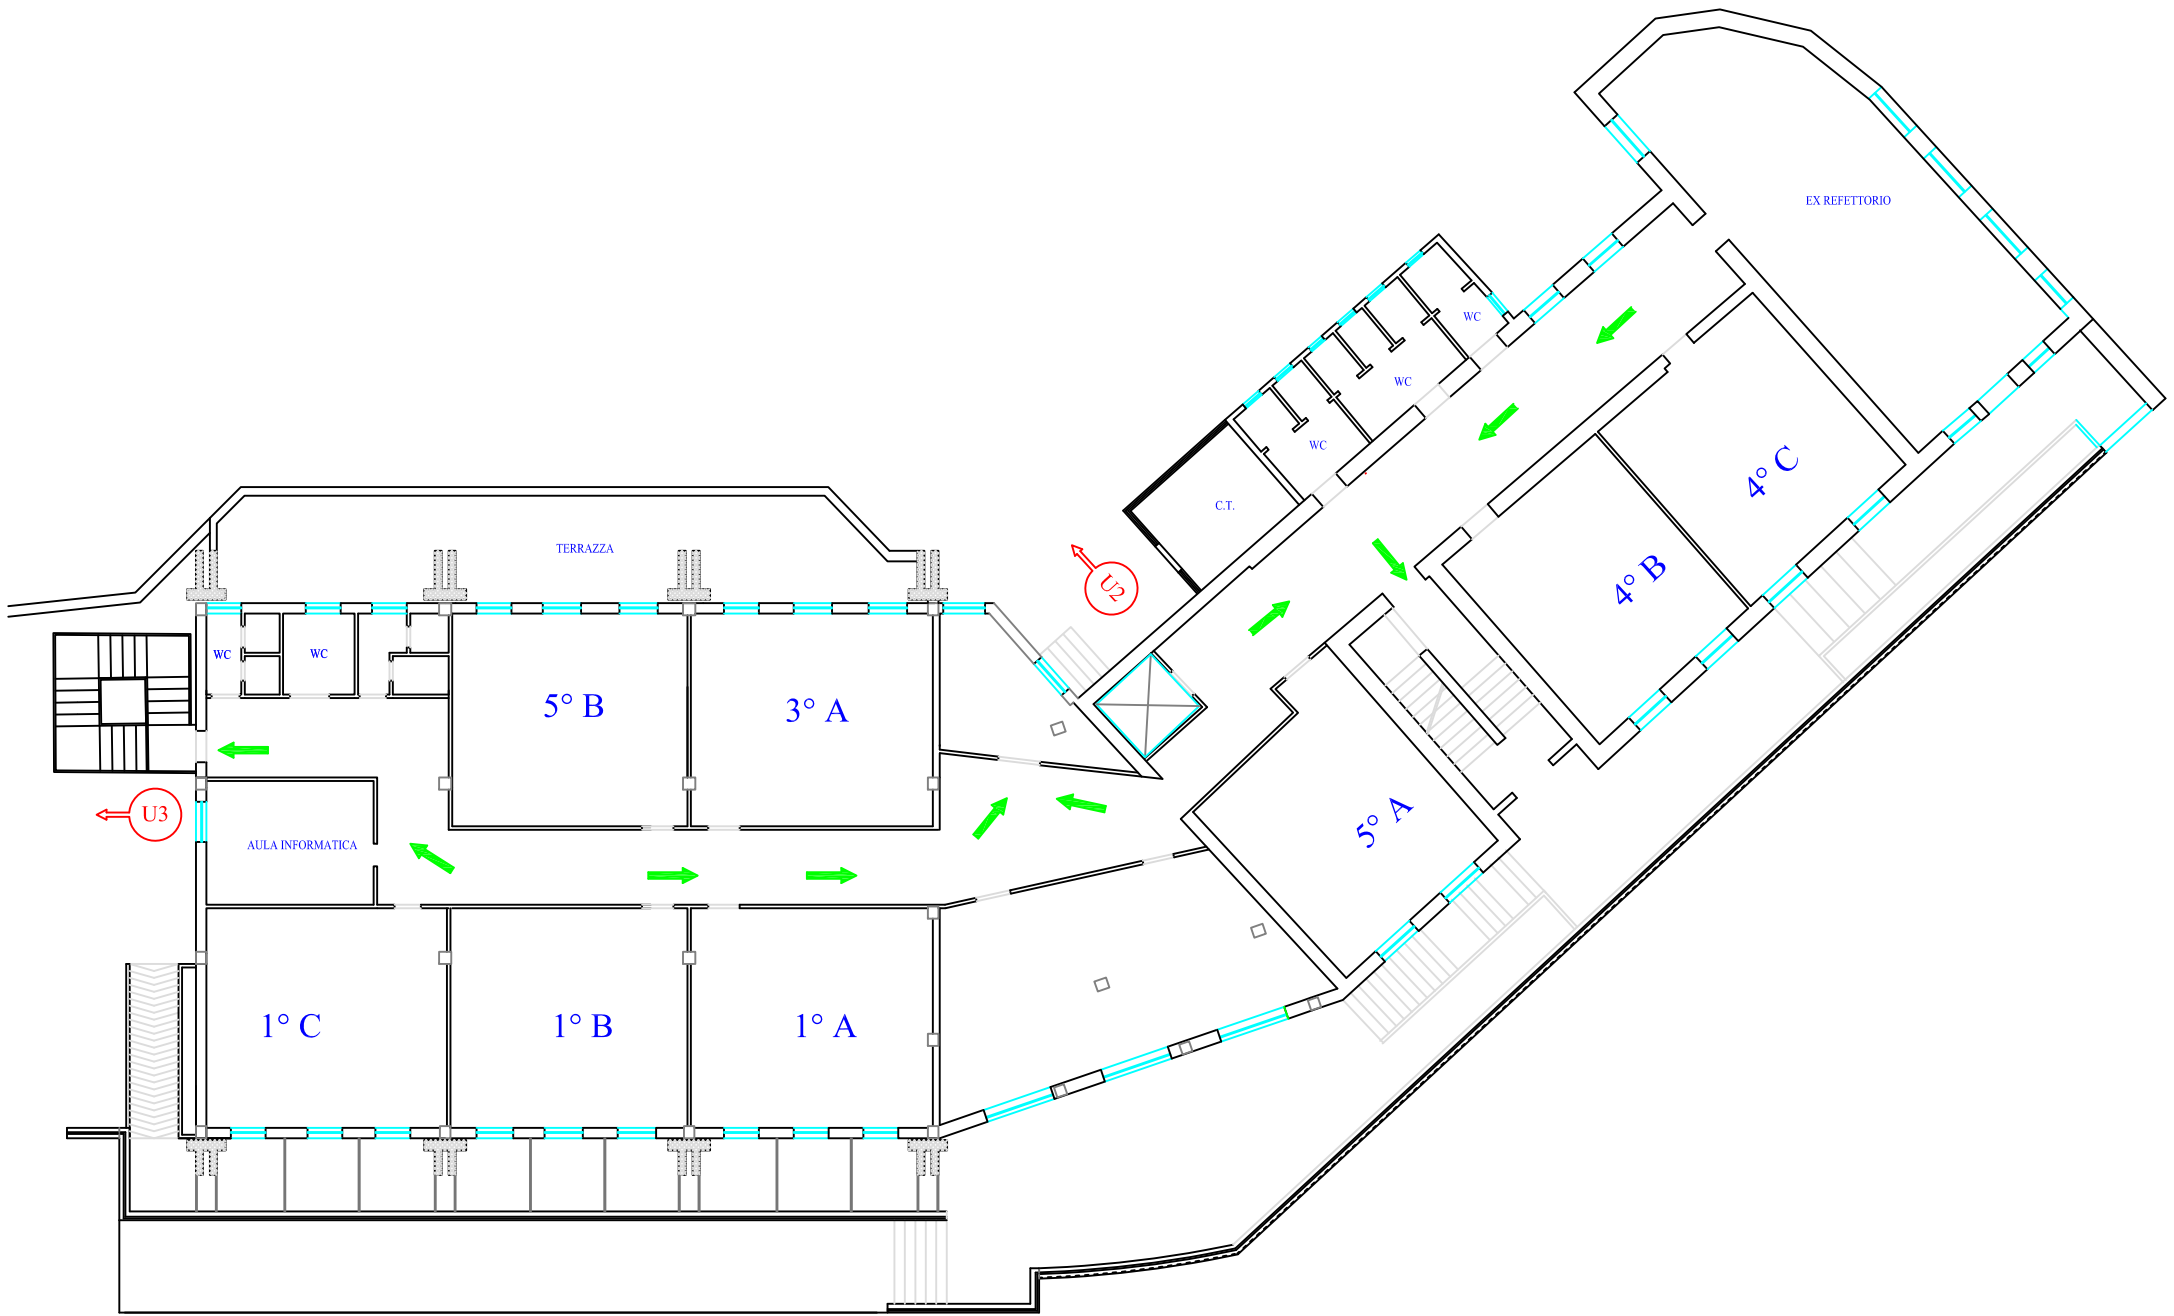 EX REFETTORIO
WC
WC
WC
4° C
C.T.
TERRAZZA
U2
4° B
WC
WC
5° B
3° A
U3
5° A
AULA INFORMATICA
1° C
1° B
1° A